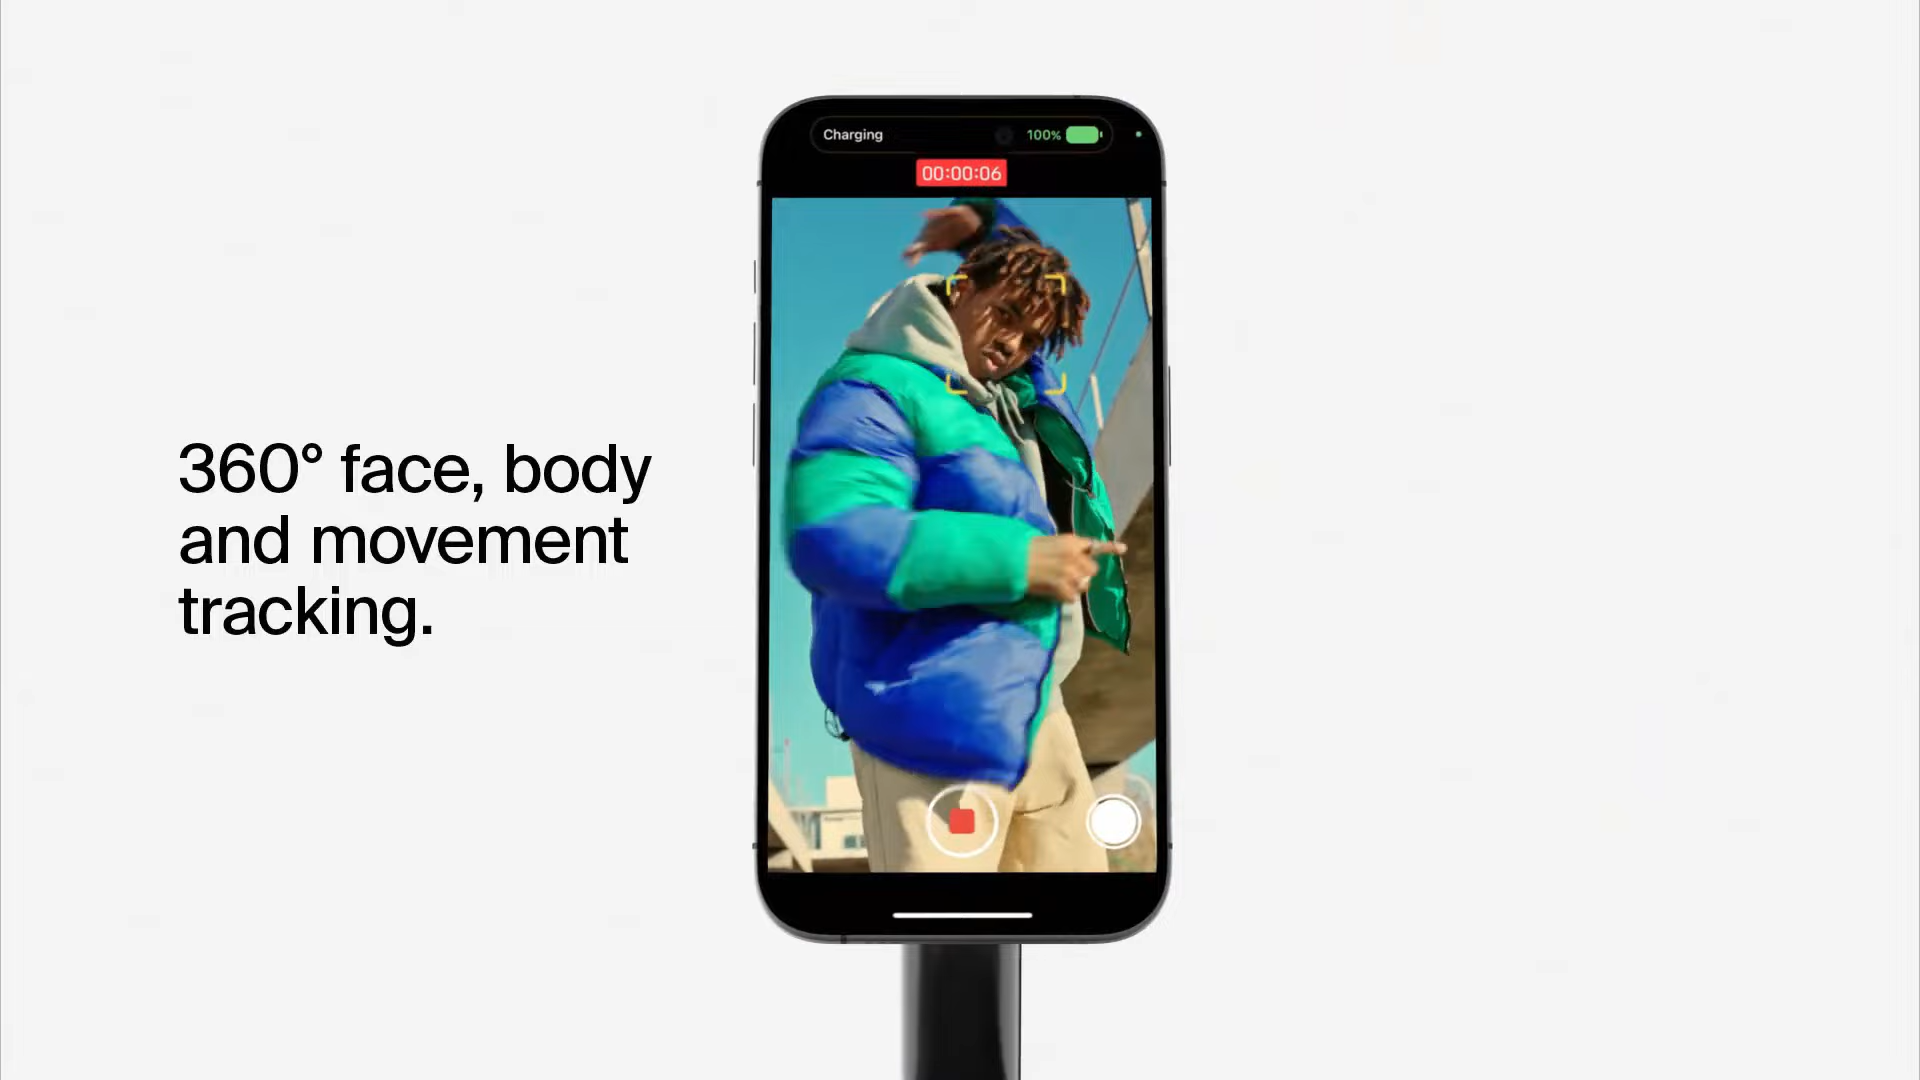 360° face, body
and movement
tracking.
Charging 100%
00:00:06